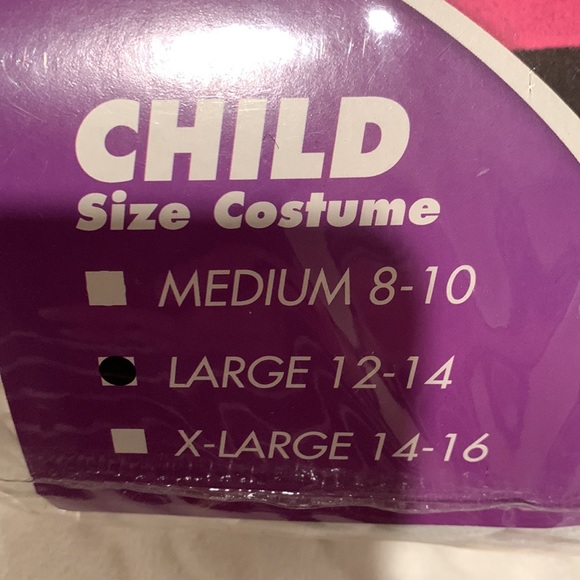 CHILD
Size Costume
MEDIUM 8-10
LARGE 12-14
X-LARGE 14-16